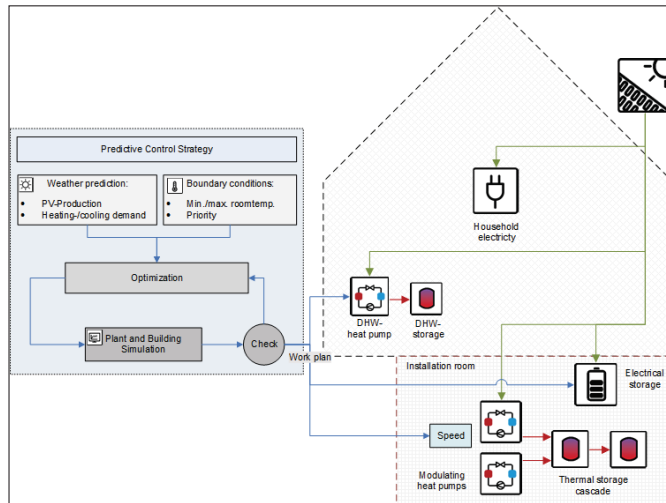 Predictive Control Strategy
Weather prediction:
• PV-Production
• Heating-/cooling demand
Boundary conditions:
• Min./max. roomtemp.
• Priority
Optimization
Plant and Building
Simulation
Check
Work plan
Household
electricty
DHW-
heat pump
DHW-
storage
Installation room
Electrical
storage
Speed
Modulating
heat pumps
Thermal storage
cascade